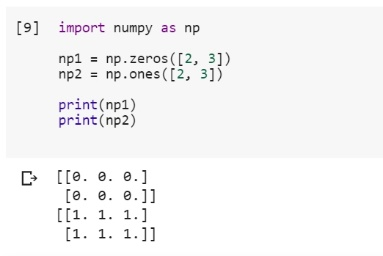 [9] import numpy as np
np1 = np.zeros([2, 3])
np2 = np.ones([2, 3])
print(np1)
print(np2)
[[0. 0. 0.]
 [0. 0. 0.]]
[[1. 1. 1.]
 [1. 1. 1.]]